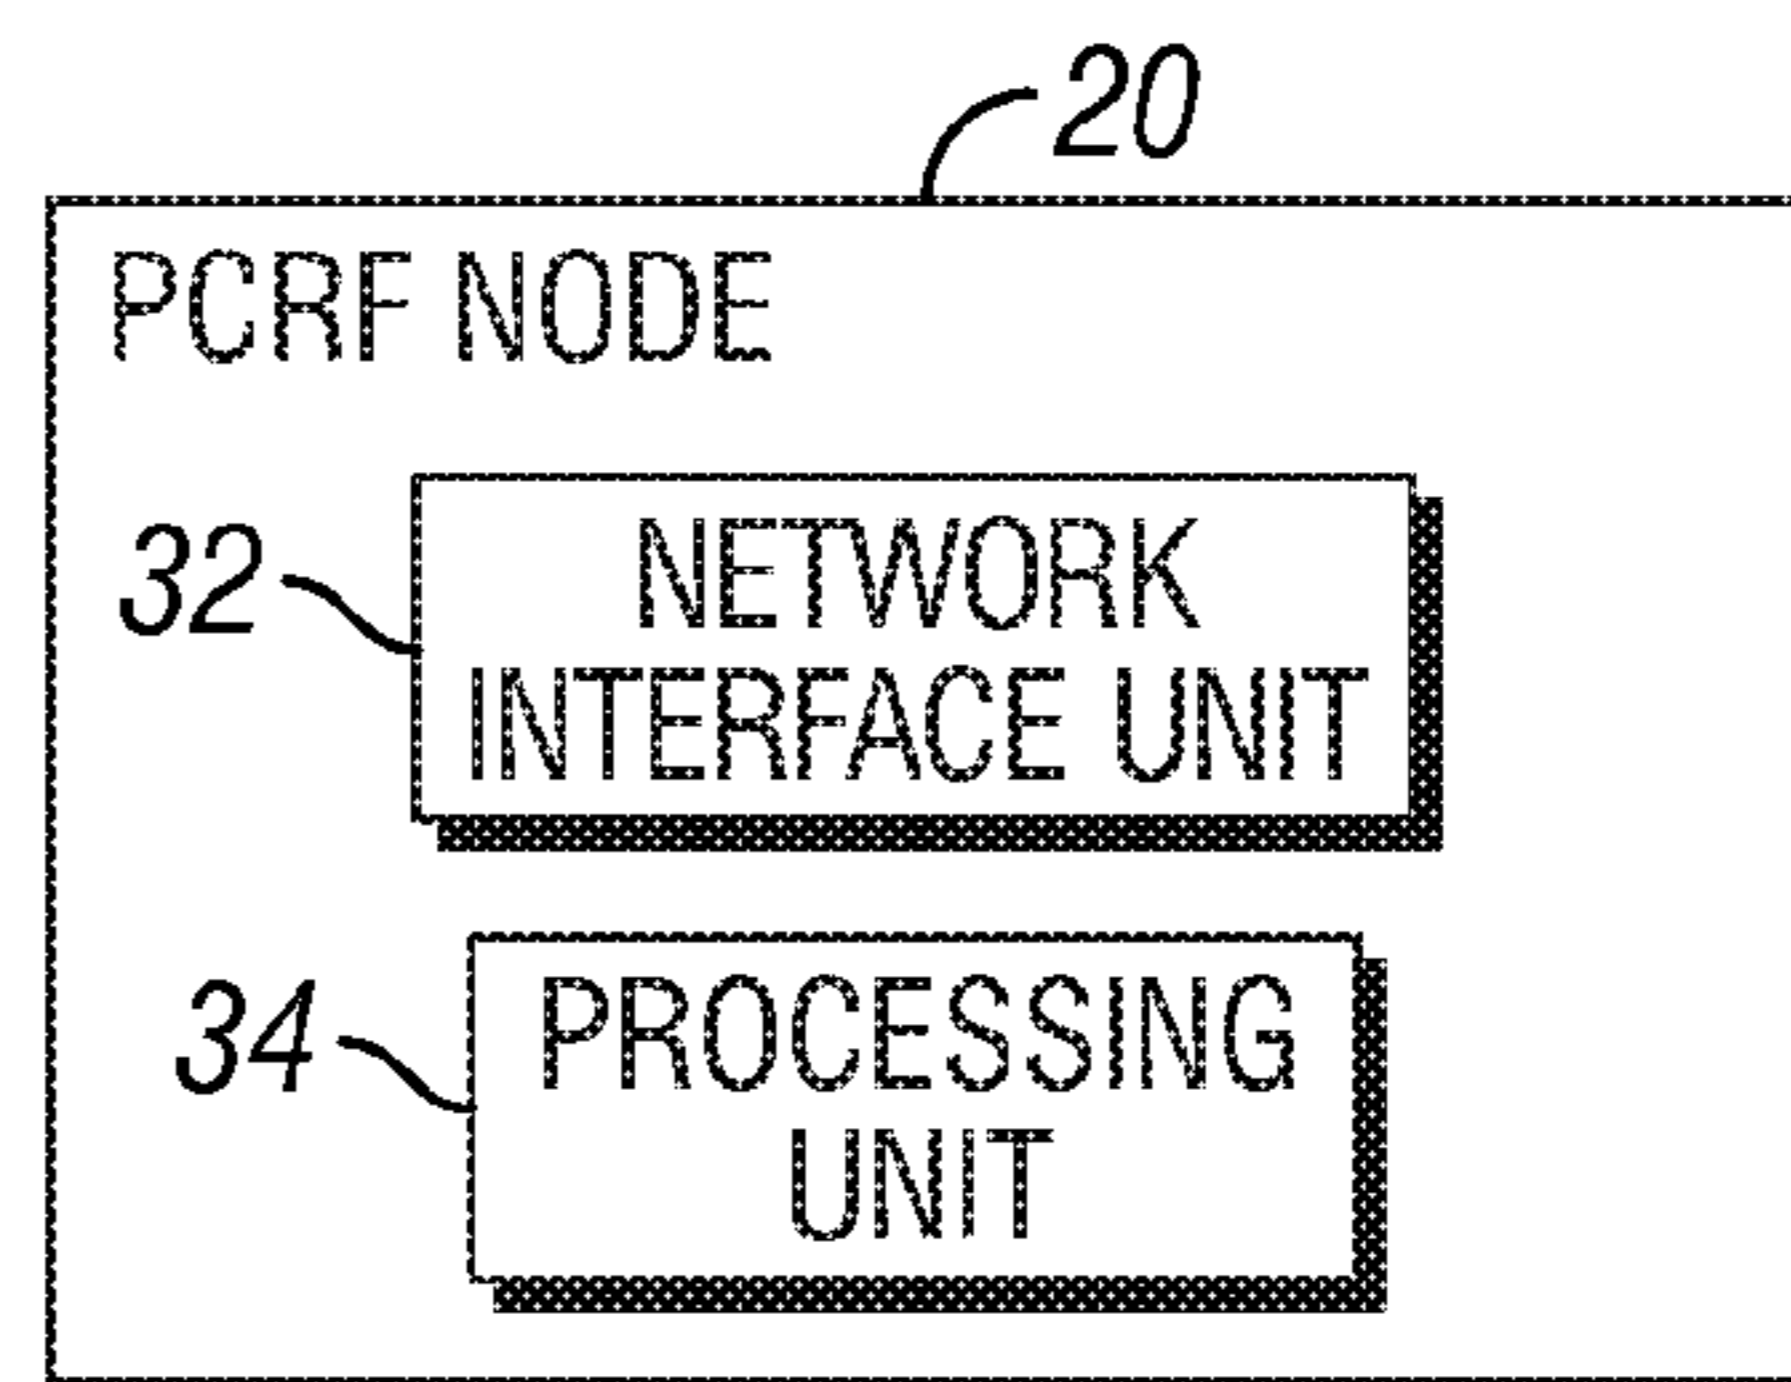 20
PCRF NODE
32
NETWORK
INTERFACE UNIT
34
PROCESSING
UNIT